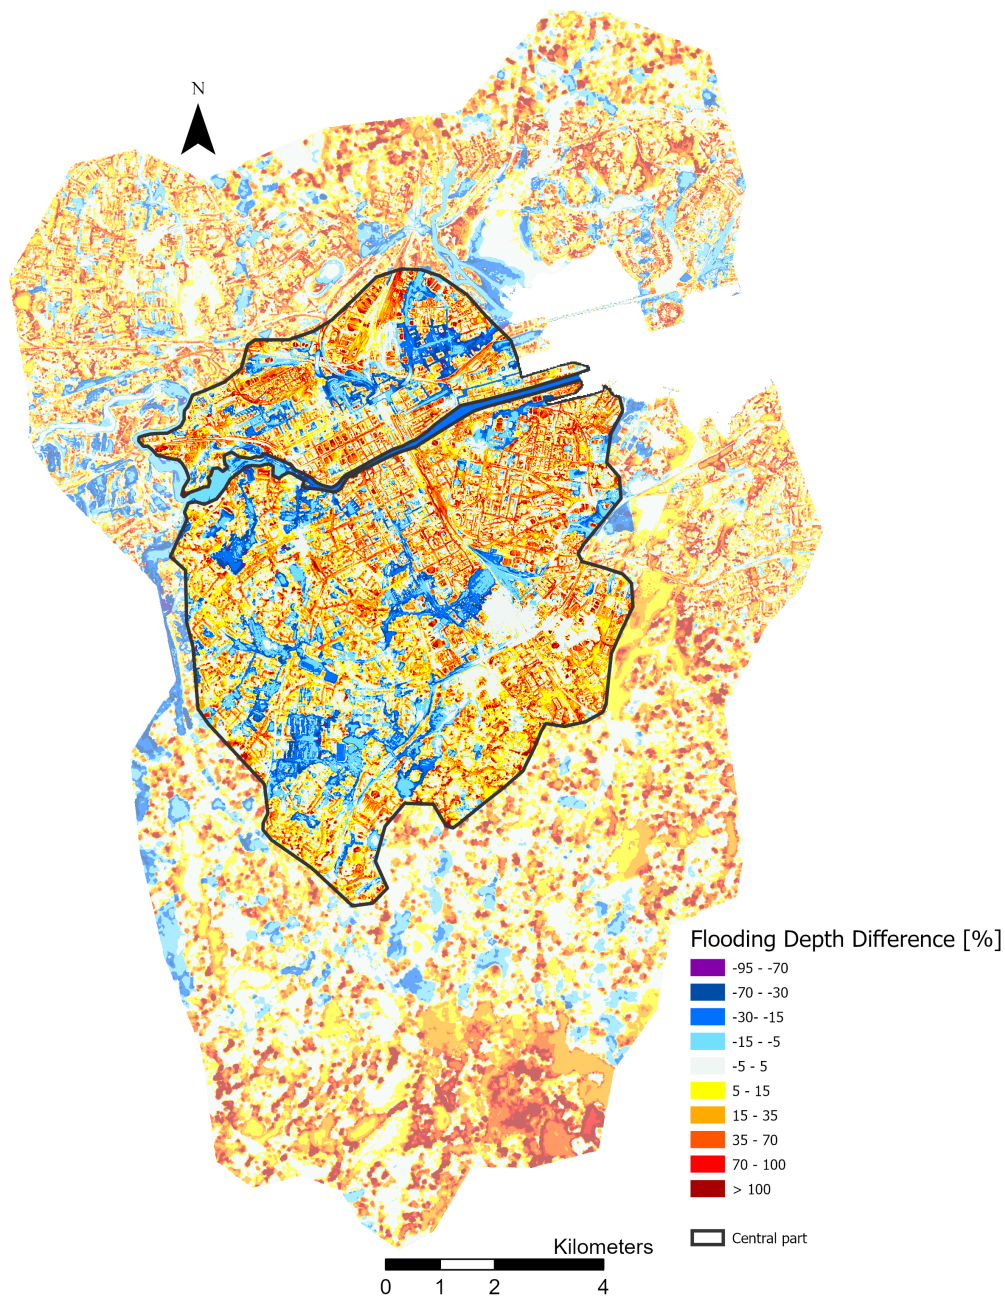 N
Flooding Depth Difference [%]
-95 - -70
-70 - -30
-30- -15
-15 - -5
-5 - 5
5 - 15
15 - 35
35 - 70
70 - 100
> 100
Central part
Kilometers
0 1 2 4